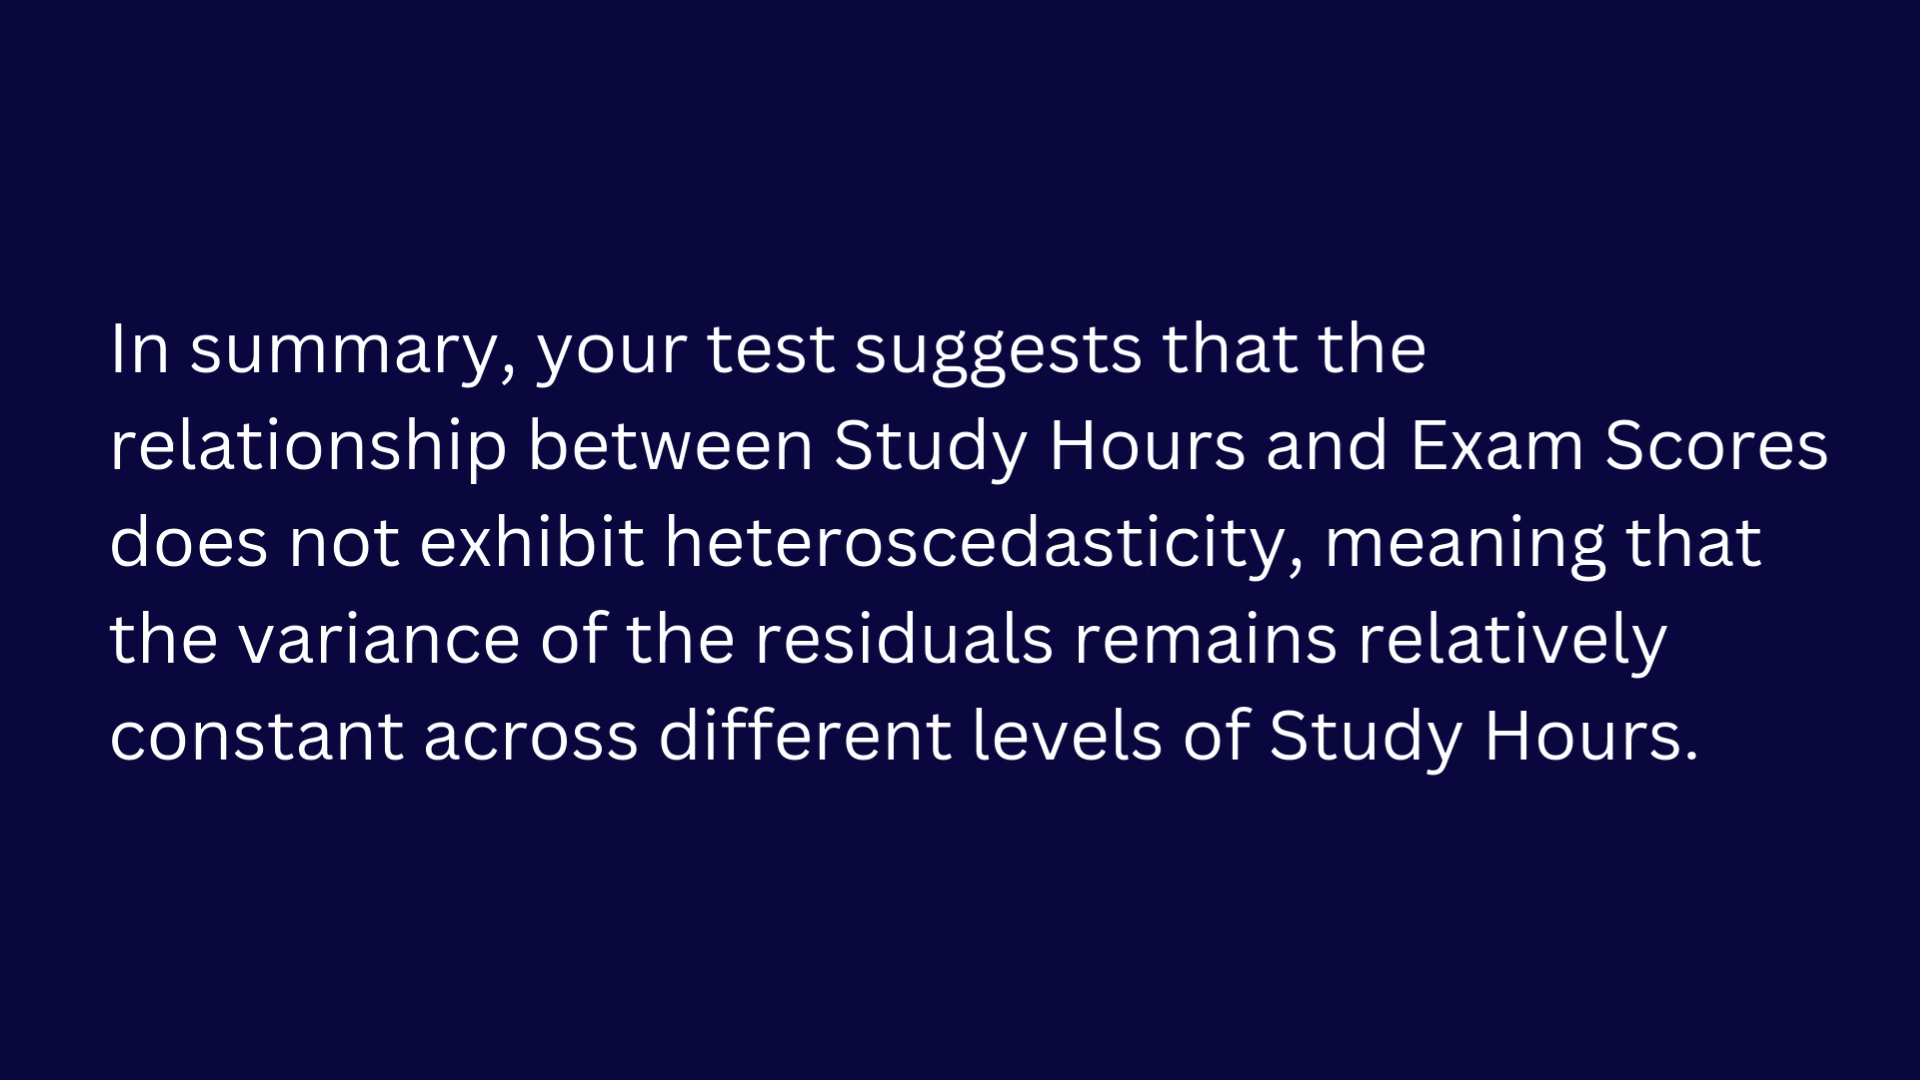 In summary, your test suggests that the
relationship between Study Hours and Exam Scores
does not exhibit heteroscedasticity, meaning that
the variance of the residuals remains relatively
constant across different levels of Study Hours.